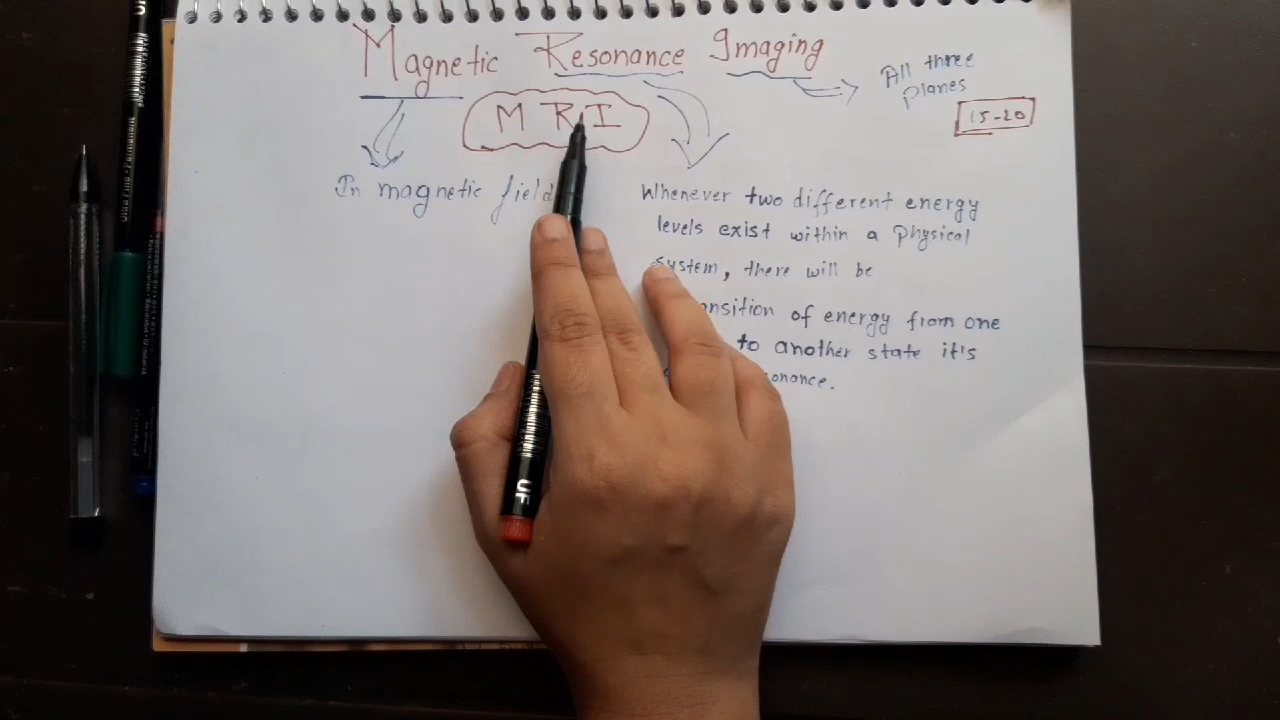 Magnetic Resonance Imaging
All three
planes
15-20
MRI
In magnetic field
Whenever two different energy
levels exist within a physical
system, there will be
of energy from one
to another state it's
UF